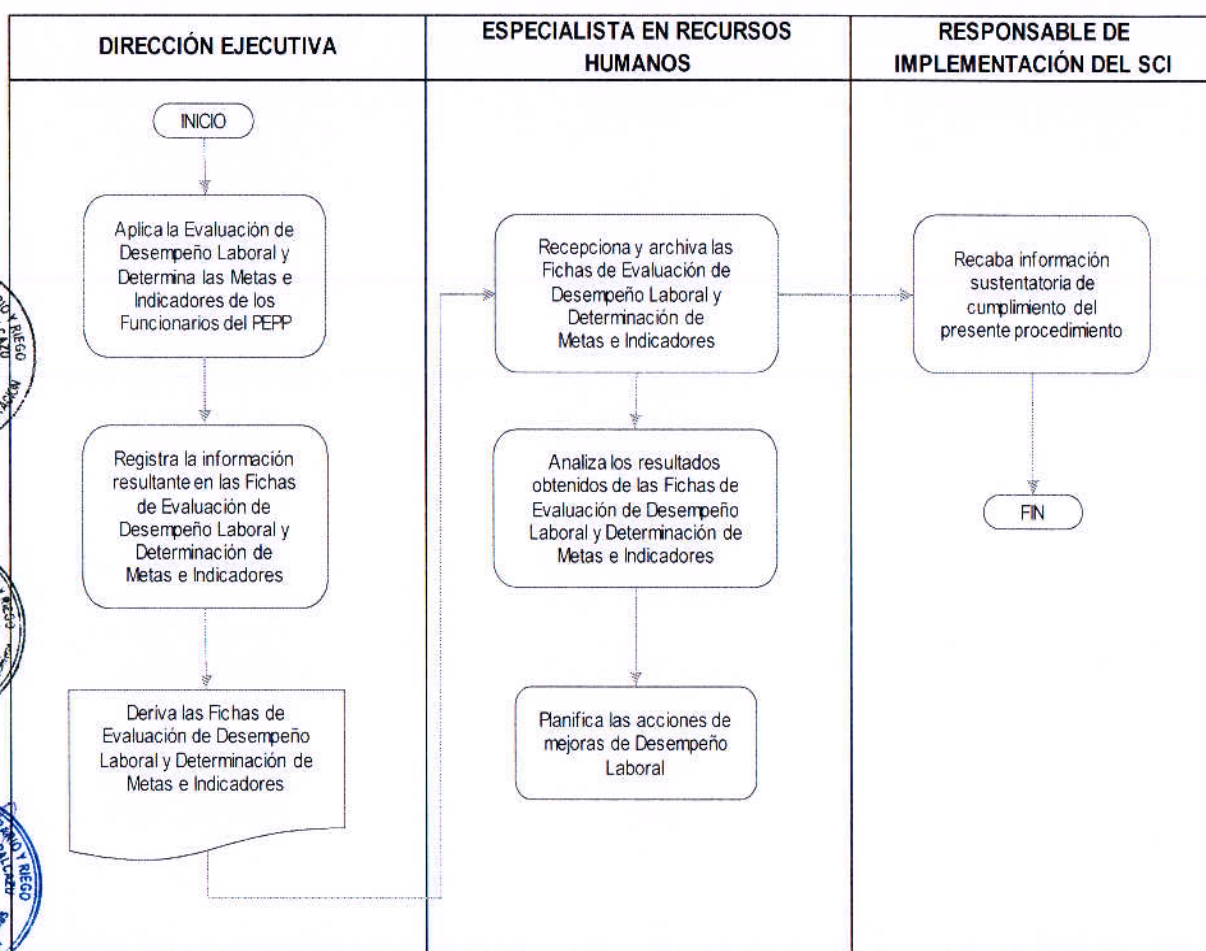 DIRECCIÓN EJECUTIVA
ESPECIALISTA EN RECURSOS
HUMANOS
RESPONSABLE DE
IMPLEMENTACIÓN DEL SCI
INICIO
Aplica la Evaluación de
Desempeño Laboral y
Determina las Metas e
Indicadores de los
Funcionarios del PEPP
Registra la información
resultante en las Fichas
de Evaluación de
Desempeño Laboral y
Determinación de
Metas e Indicadores
Deriva las Fichas de
Evaluación de Desempeño
Laboral y Determinación de
Metas e Indicadores
Recepciona y archiva las
Fichas de Evaluación de
Desempeño Laboral y
Determinación de
Metas e Indicadores
Analiza los resultados
obtenidos de las Fichas de
Evaluación de Desempeño
Laboral y Determinación de
Metas e Indicadores
Planifica las acciones de
mejoras de Desempeño
Laboral
Recaba información
sustentatoria de
cumplimiento del
presente procedimiento
FIN
Y RIEGO
Y RIEGO